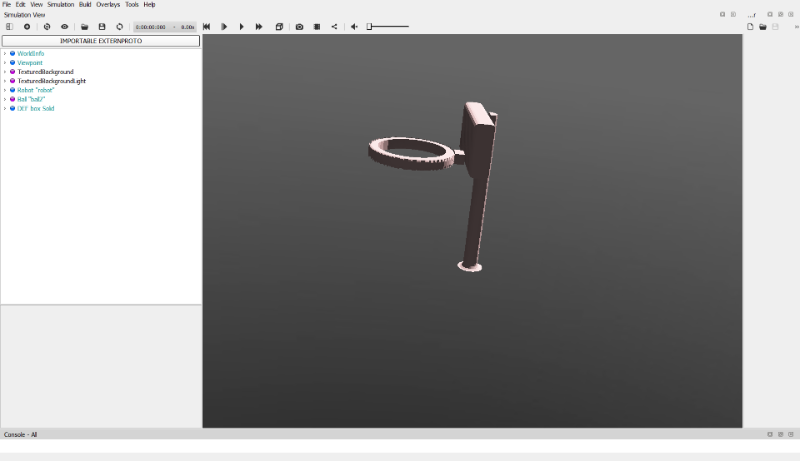 File Edit View Simulation Build Overlays Tools Help
Simulation View
...r
0:00:00:000 - 0.00x
IMPORTABLE EXTERNPROTO
WorldInfo
Viewpoint
TexturedBackground
TexturedBackgroundLight
Robot "robot"
Ball "ball2"
DEF box Solid
Console - All